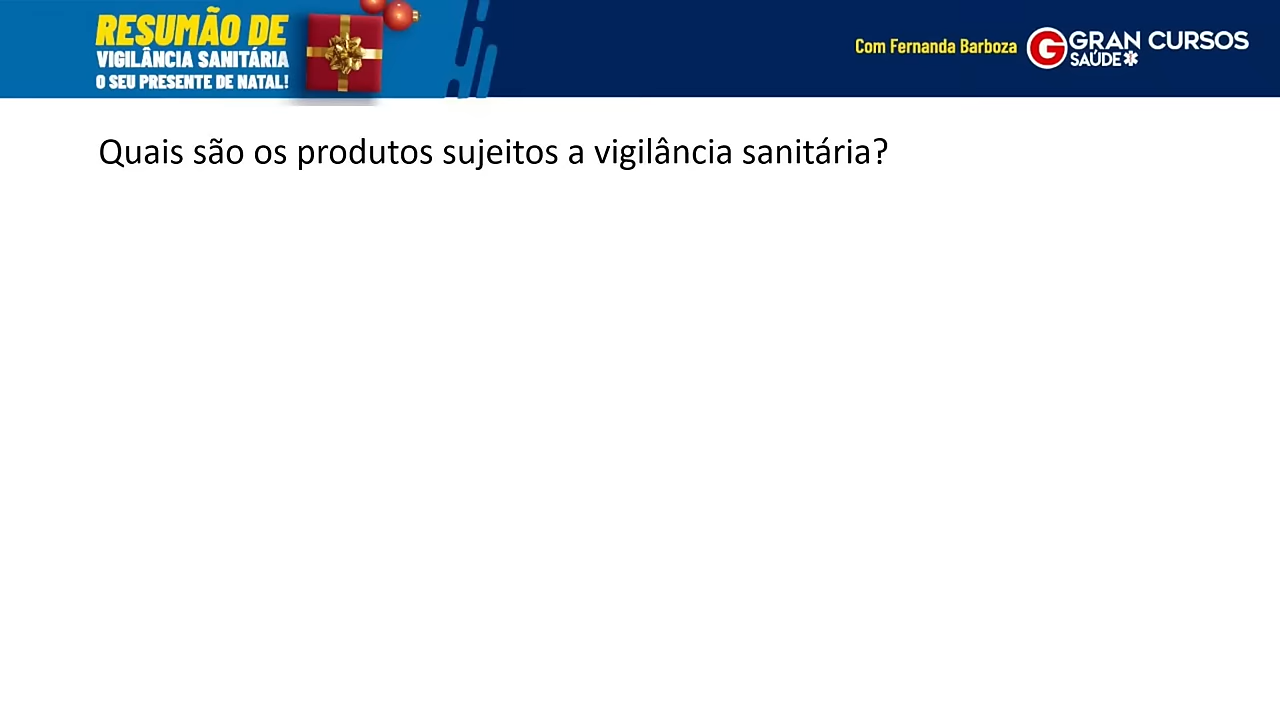 RESUMÃO DE
VIGILÂNCIA SANITÁRIA
O SEU PRESENTE DE NATAL!
Com Fernanda Barboza
GRAN CURSOS
SAÚDE
Quais são os produtos sujeitos a vigilância sanitária?